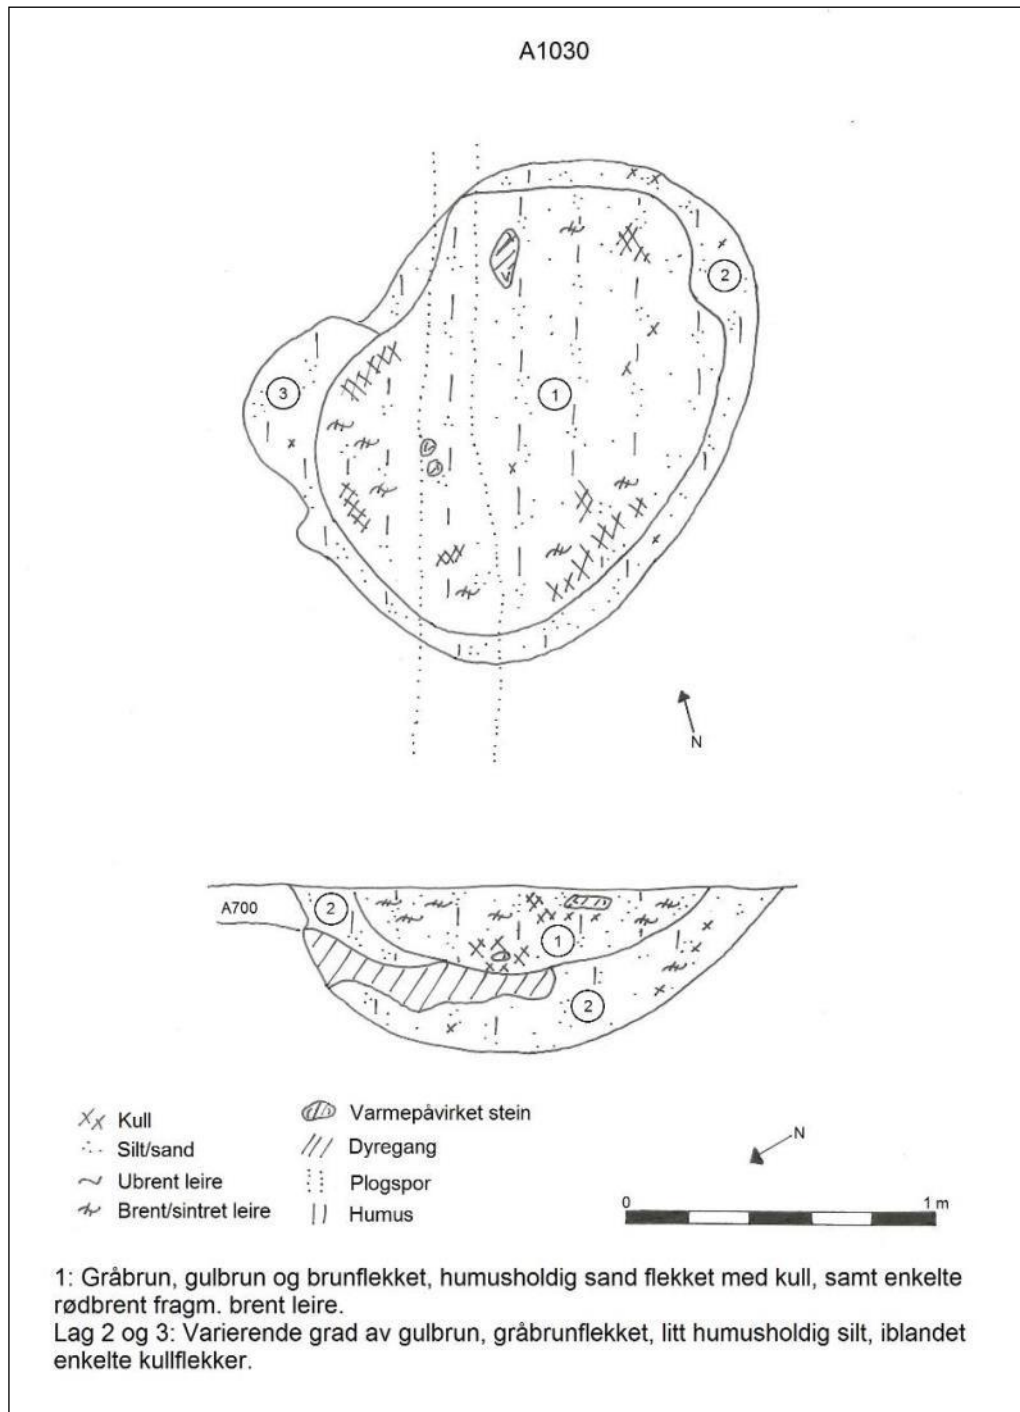 A1030
2
3
1
N
A700
2
1
2
Kull
Silt/sand
Ubrent leire
Brent/sintret leire
Varmepåvirket stein
Dyregang
Plogspor
Humus
N
0 1 m
1: Gråbrun, gulbrun og brunflekket, humusholdig sand flekket med kull, samt enkelte
rødbrent fragm. brent leire.
Lag 2 og 3: Varierende grad av gulbrun, gråbrunflekket, litt humusholdig silt, iblandet
enkelte kullflekker.